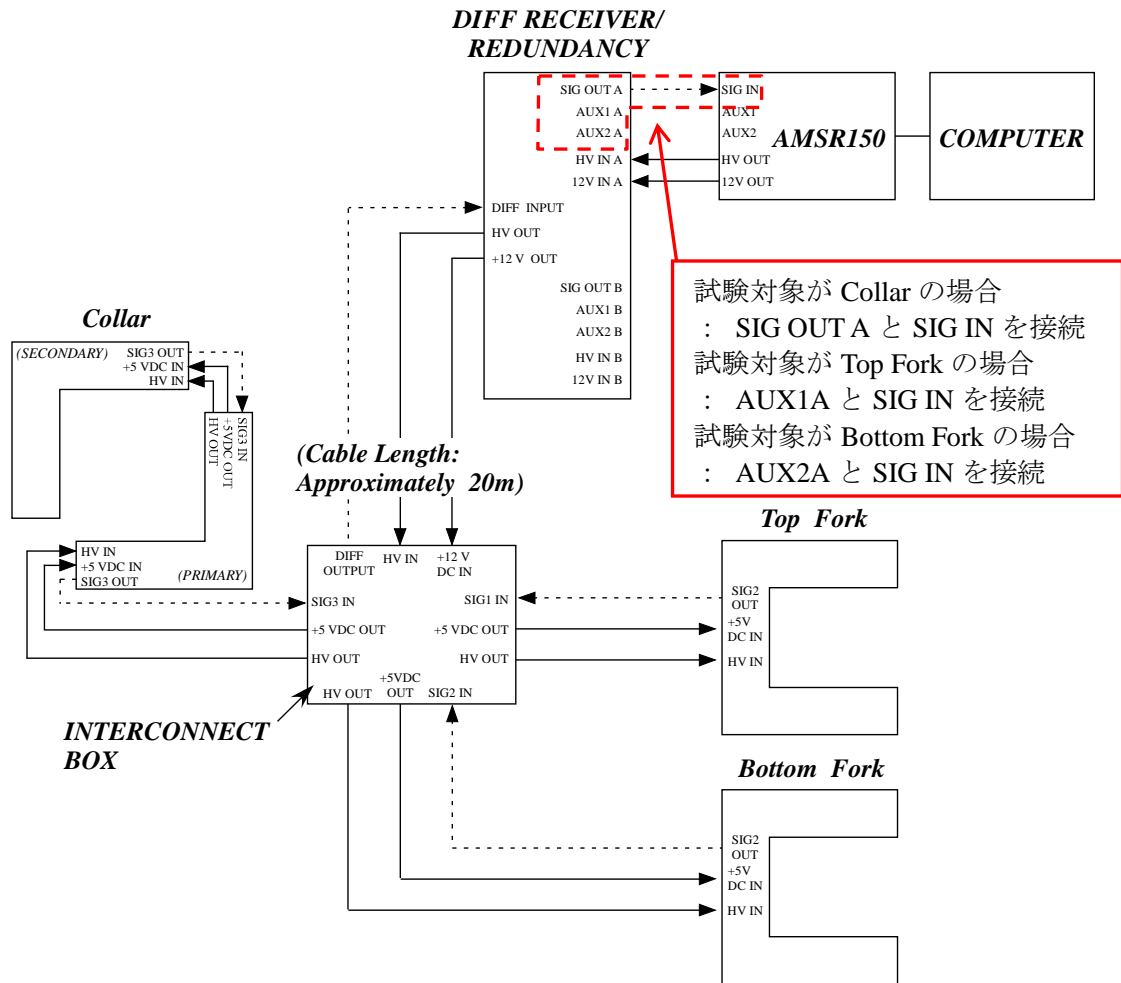 DIFF RECEIVER/
REDUNDANCY
SIG OUT A
AUX1 A
AUX2 A
HV IN A
12V IN A
DIFF INPUT
HV OUT
+12 V OUT
SIG OUT B
AUX1 B
AUX2 B
HV IN B
12V IN B
SIG IN
AUX1
AUX2
HV OUT
12V OUT
AMSR150
COMPUTER
試験対象が Collar の場合
: SIG OUT A と SIG IN を接続
試験対象が Top Fork の場合
: AUX1A と SIG IN を接続
試験対象が Bottom Fork の場合
: AUX2A と SIG IN を接続
Collar
(SECONDARY)
SIG3 OUT
+5 VDC IN
HV IN
SIG3 IN
+5VDC OUT
HV OUT
HV IN
+5 VDC IN
SIG3 OUT
(PRIMARY)
(Cable Length:
Approximately 20m)
DIFF
OUTPUT
HV IN
+12 V
DC IN
SIG3 IN
+5 VDC OUT
HV OUT
SIG1 IN
+5 VDC OUT
HV OUT
HV OUT
+5VDC
OUT
SIG2 IN
INTERCONNECT
BOX
Top Fork
SIG2
OUT
+5V
DC IN
HV IN
Bottom Fork
SIG2
OUT
+5V
DC IN
HV IN